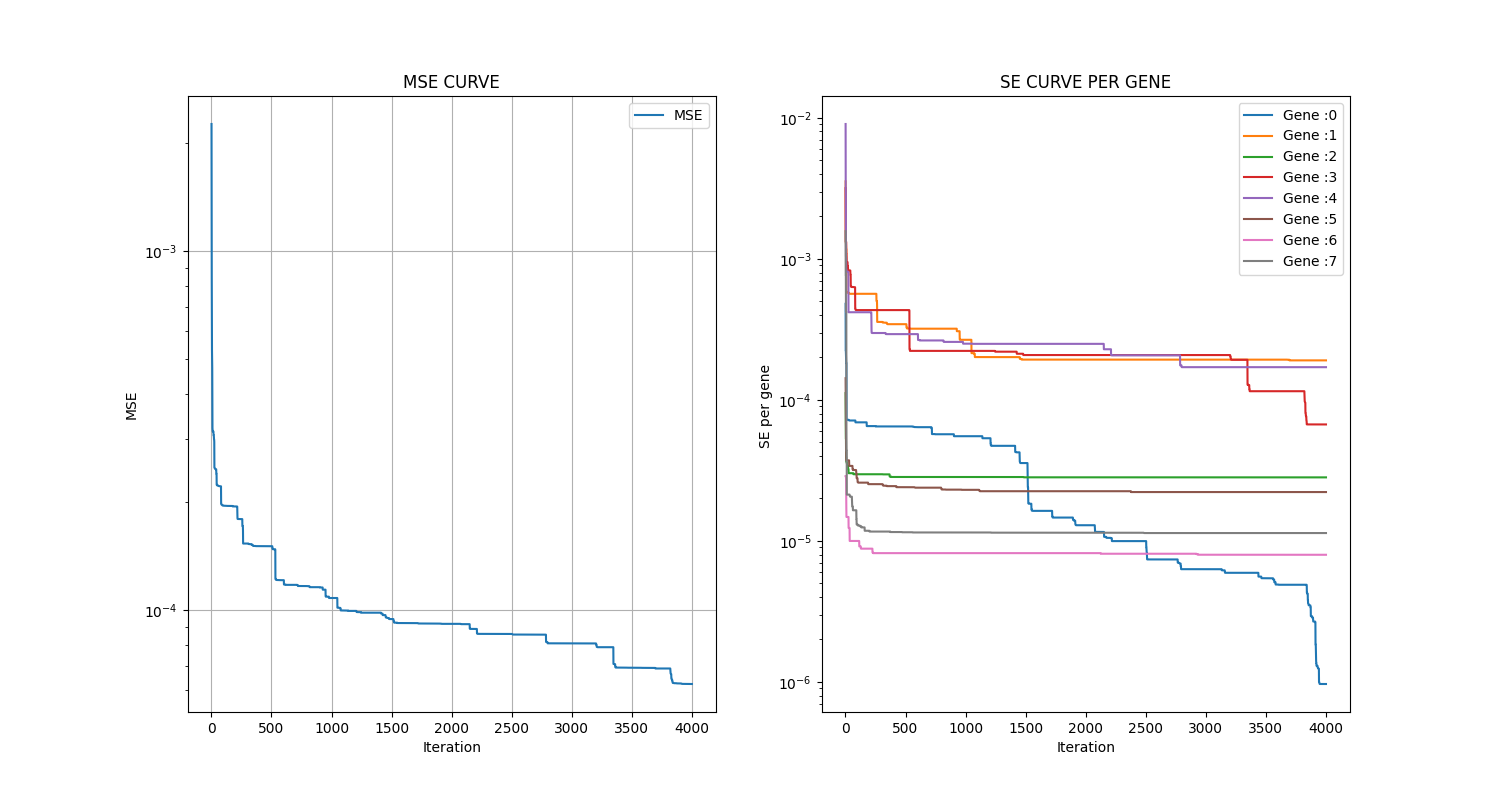 MSE CURVE
MSE
10⁻³
10⁻⁴
MSE
0 500 1000 1500 2000 2500 3000 3500 4000
Iteration
SE CURVE PER GENE
Gene :0
Gene :1
Gene :2
Gene :3
Gene :4
Gene :5
Gene :6
Gene :7
10⁻²
10⁻³
10⁻⁴
10⁻⁵
10⁻⁶
SE per gene
0 500 1000 1500 2000 2500 3000 3500 4000
Iteration